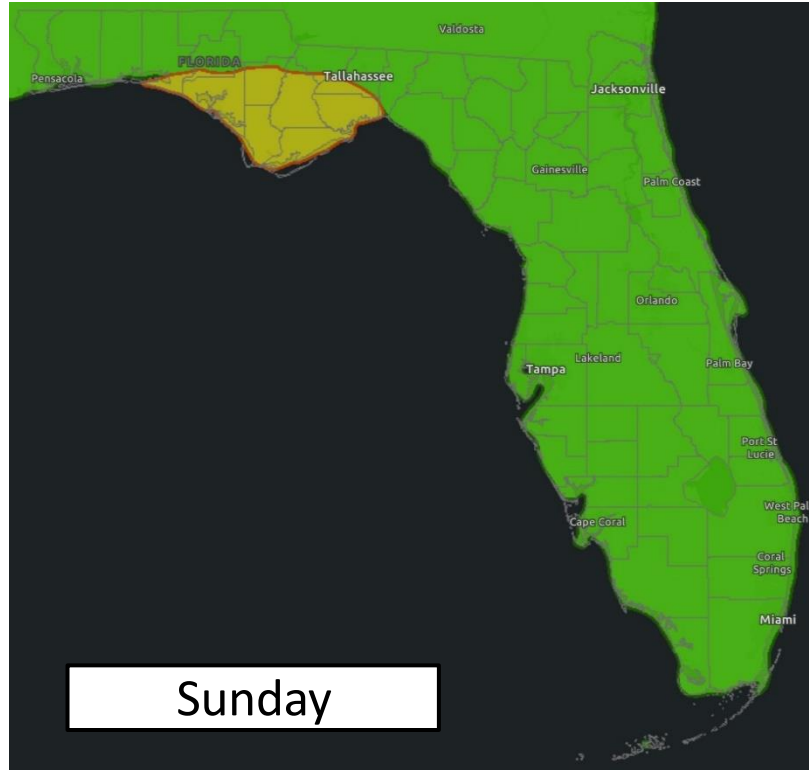 Valdosta
FLORIDA
Pensacola
Tallahassee
Jacksonville
Gainesville
Palm Coast
Orlando
Tampa
Lakeland
Palm Bay
Port St
Lucie
West Pal
Beach
Cape Coral
Coral
Springs
Miami
Sunday